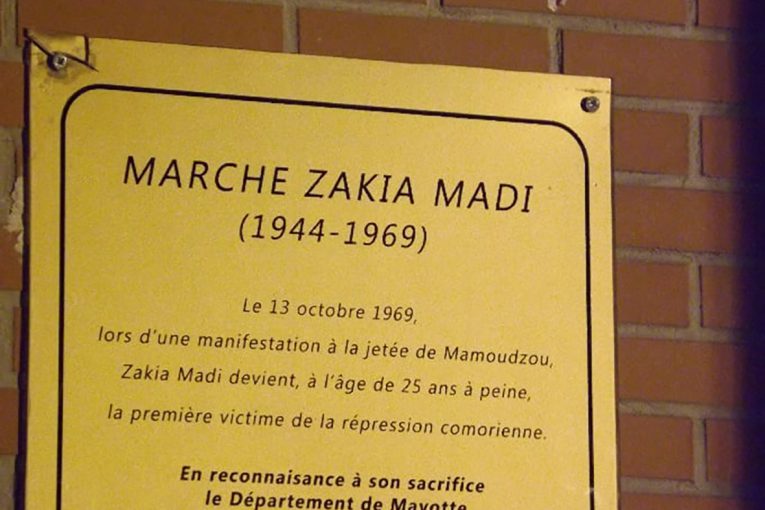 MARCHE ZAKIA MADI
(1944-1969)
Le 13 octobre 1969,
lors d'une manifestation à la jetée de Mamoudzou,
Zakia Madi devient, à l'âge de 25 ans à peine,
la première victime de la répression comorienne.
En reconnaisance à son sacrifice
le Département de Mayotte